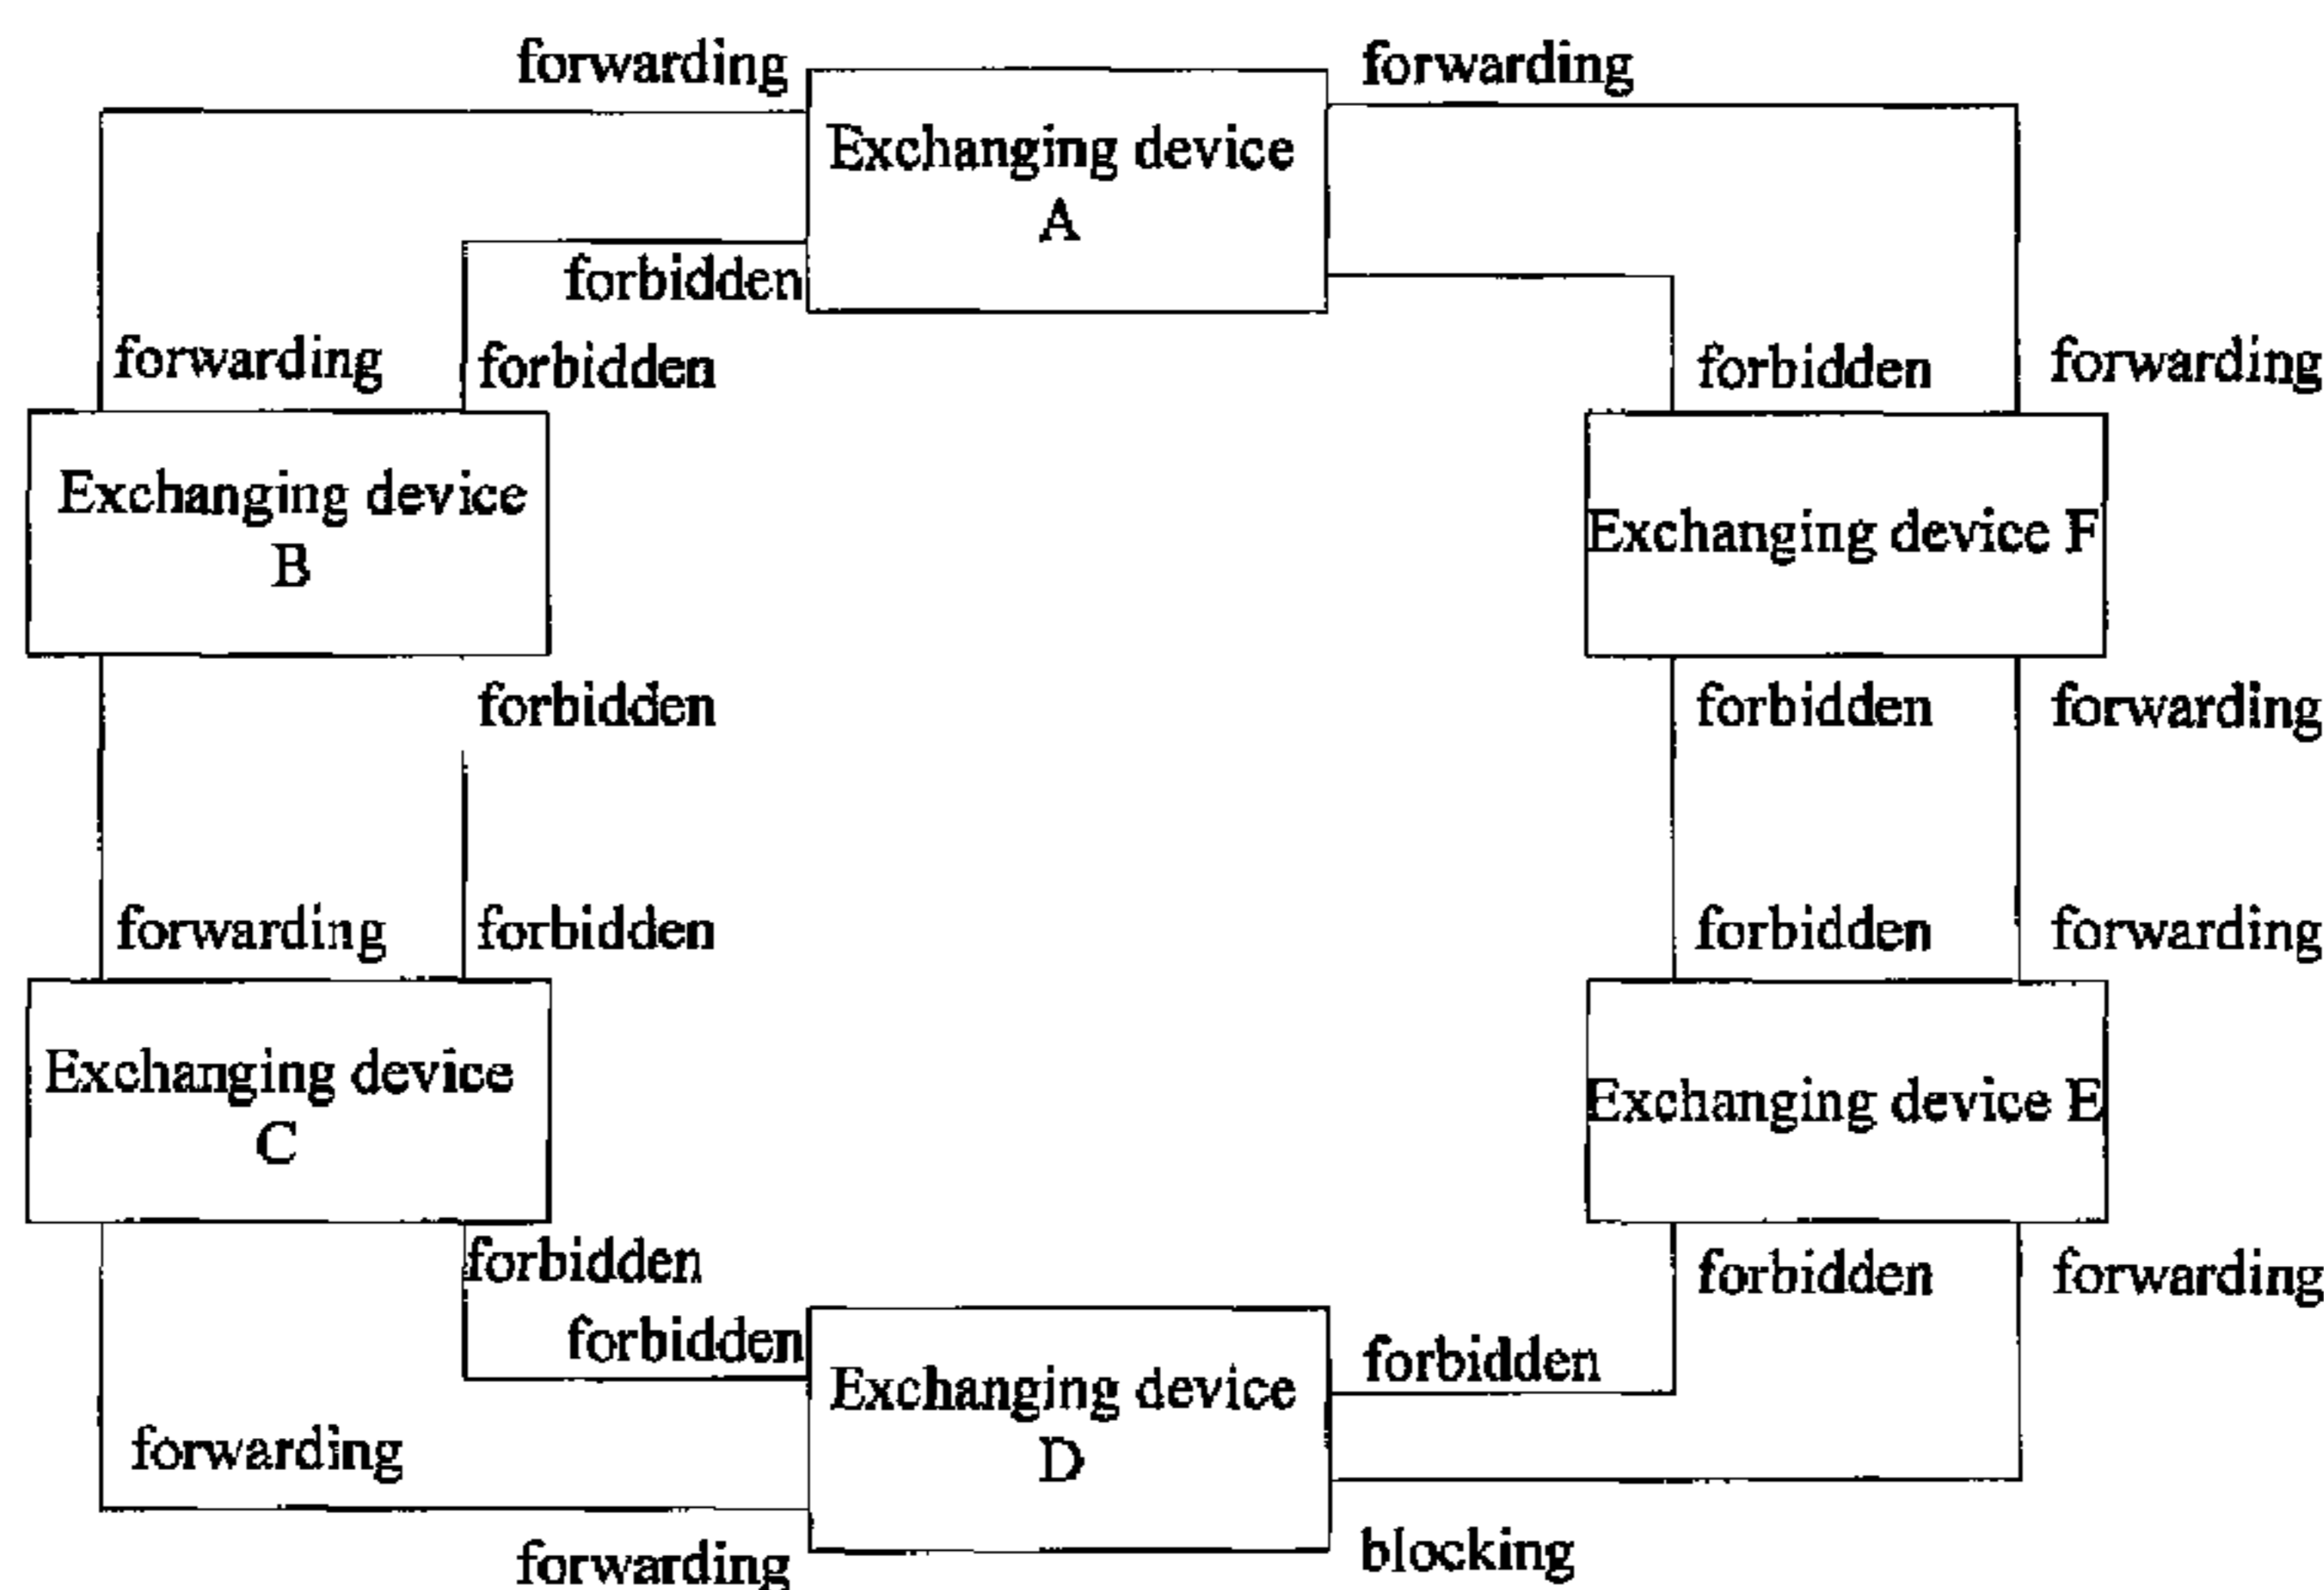 forwarding
forwarding
Exchanging device
A
forbidden
forwarding
forbidden
forbidden
forwarding
Exchanging device
B
Exchanging device F
forbidden
forbidden
forwarding
forwarding
forbidden
forbidden
forwarding
Exchanging device
C
Exchanging device E
forbidden
forbidden
forwarding
forbidden
forbidden
Exchanging device
D
forwarding
forwarding
blocking